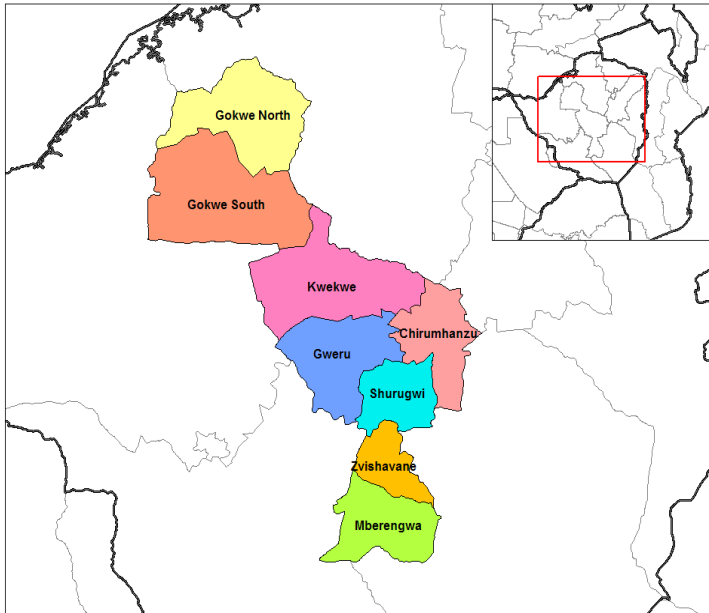 Gokwe North
Gokwe South
Kwekwe
Chirumhanzu
Gweru
Shurugwi
Zvishavane
Mberengwa